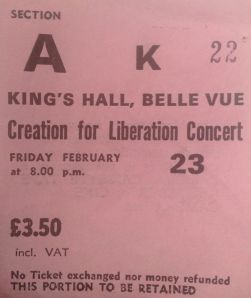 SECTION
A K 22
KING'S HALL, BELLE VUE
Creation for Liberation Concert
FRIDAY FEBRUARY 23
at 8.00 p.m.
£3.50
incl. VAT
No Ticket exchanged nor money refunded
THIS PORTION TO BE RETAINED